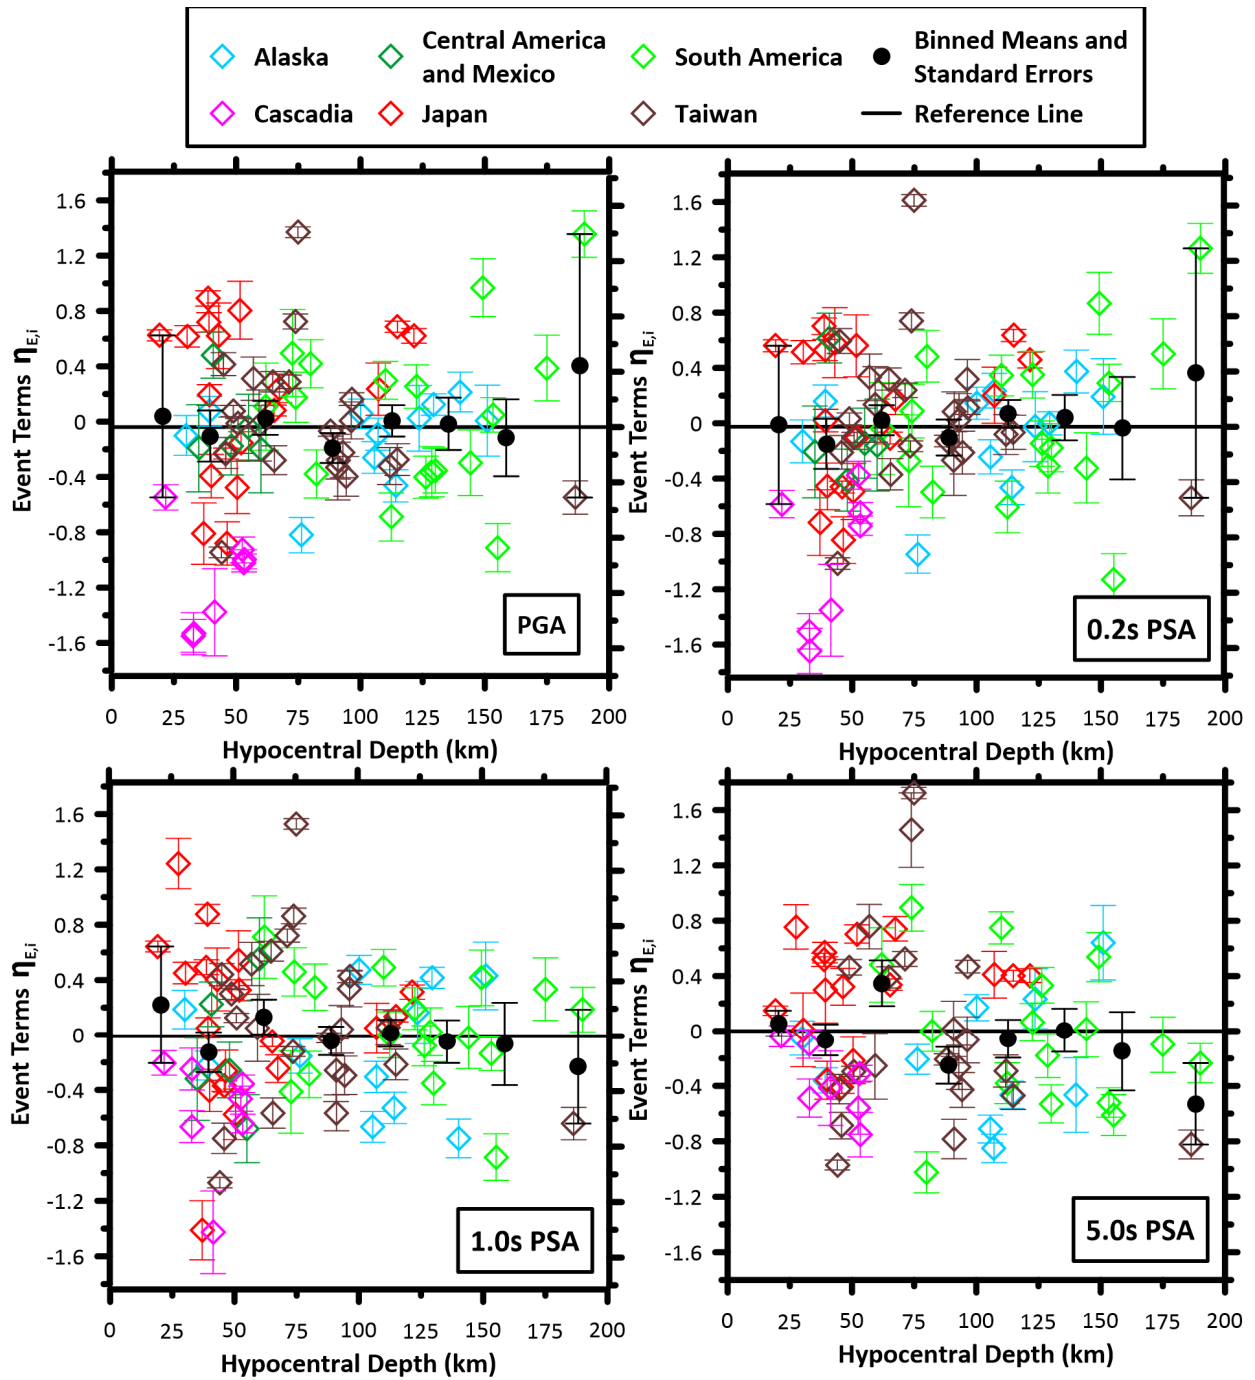 Alaska
Central America
and Mexico
South America
Binned Means and
Standard Errors
Cascadia
Japan
Taiwan
Reference Line
Event Terms ηE,i
1.6
1.2
0.8
0.4
0
-0.4
-0.8
-1.2
-1.6
PGA
0 25 50 75 100 125 150 175 200
Hypocentral Depth (km)
Event Terms ηE,i
1.6
1.2
0.8
0.4
0
-0.4
-0.8
-1.2
-1.6
0.2s PSA
0 25 50 75 100 125 150 175 200
Hypocentral Depth (km)
Event Terms ηE,i
1.6
1.2
0.8
0.4
0
-0.4
-0.8
-1.2
-1.6
1.0s PSA
0 25 50 75 100 125 150 175 200
Hypocentral Depth (km)
Event Terms ηE,i
1.6
1.2
0.8
0.4
0
-0.4
-0.8
-1.2
-1.6
5.0s PSA
0 25 50 75 100 125 150 175 200
Hypocentral Depth (km)